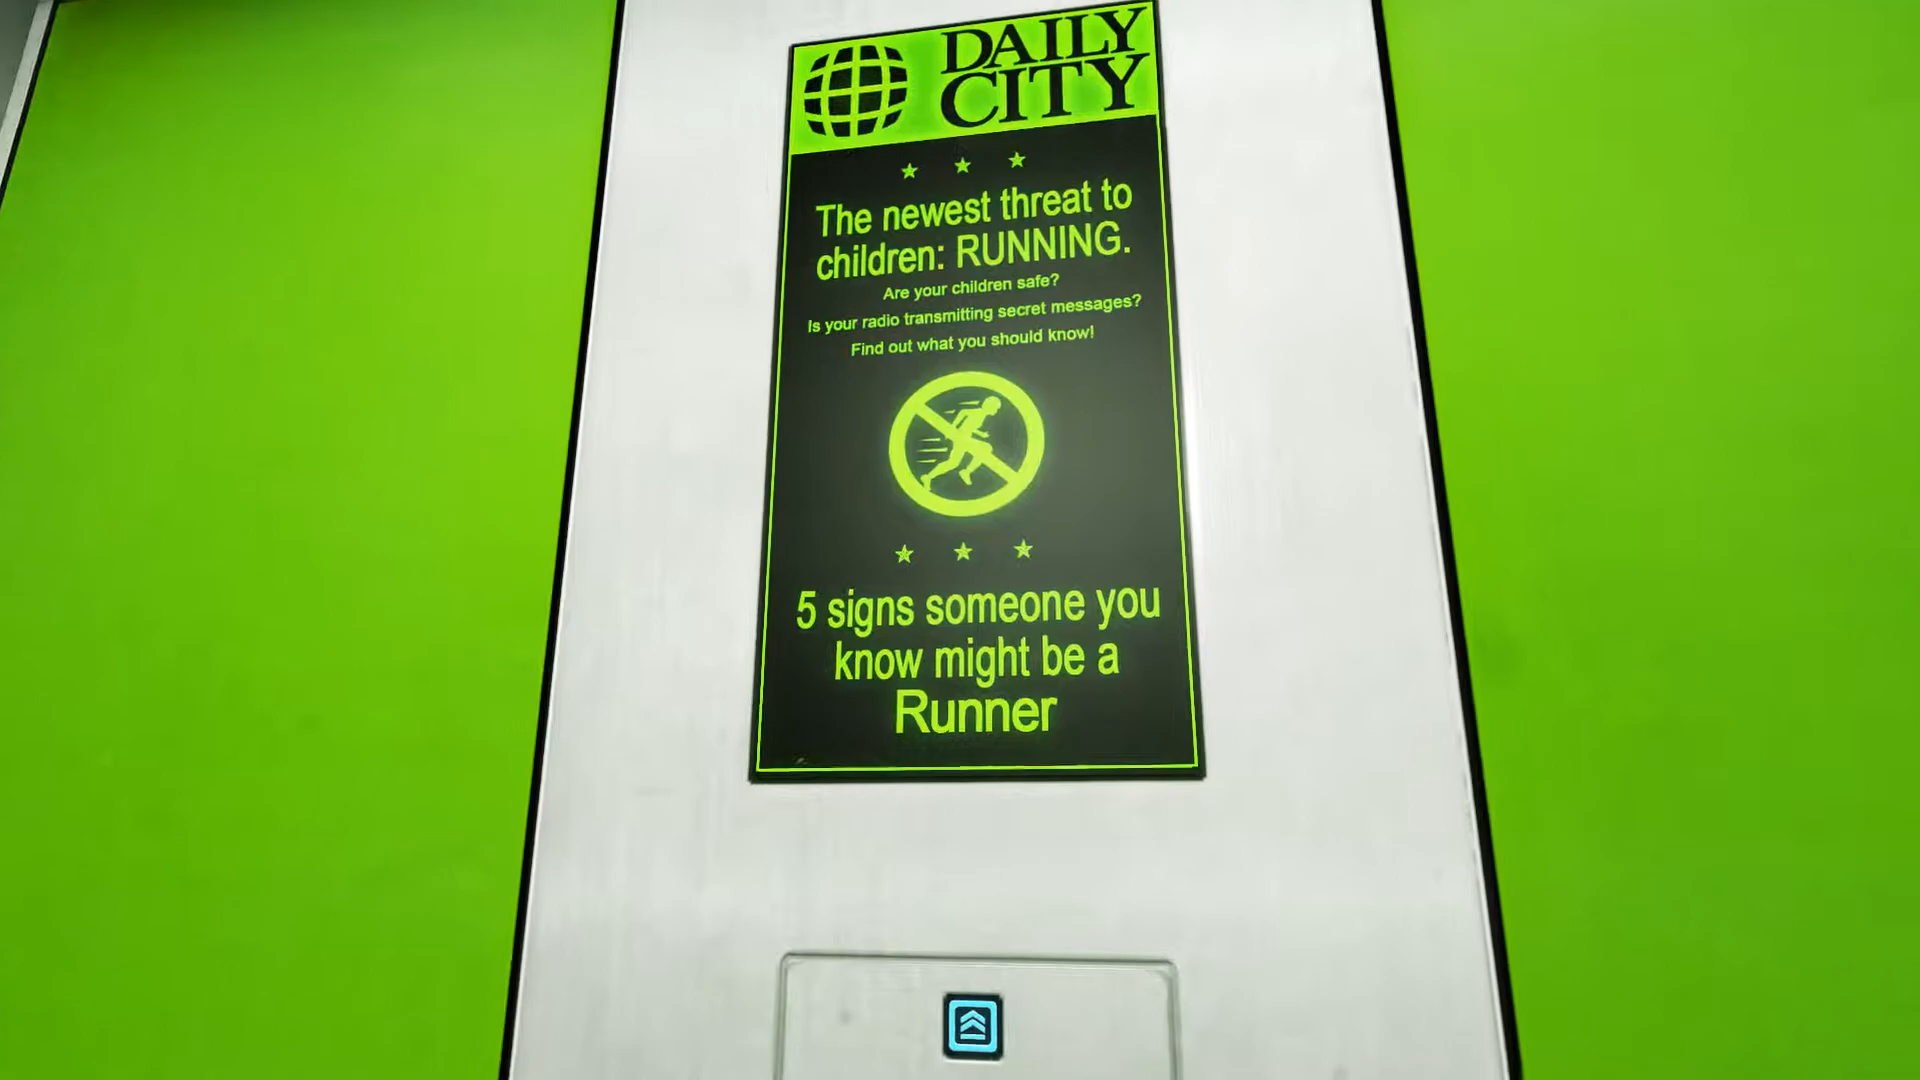 DAILY
CITY
The newest threat to
children: RUNNING.
Are your children safe?
Is your radio transmitting secret messages?
Find out what you should know!
5 signs someone you
know might be a
Runner